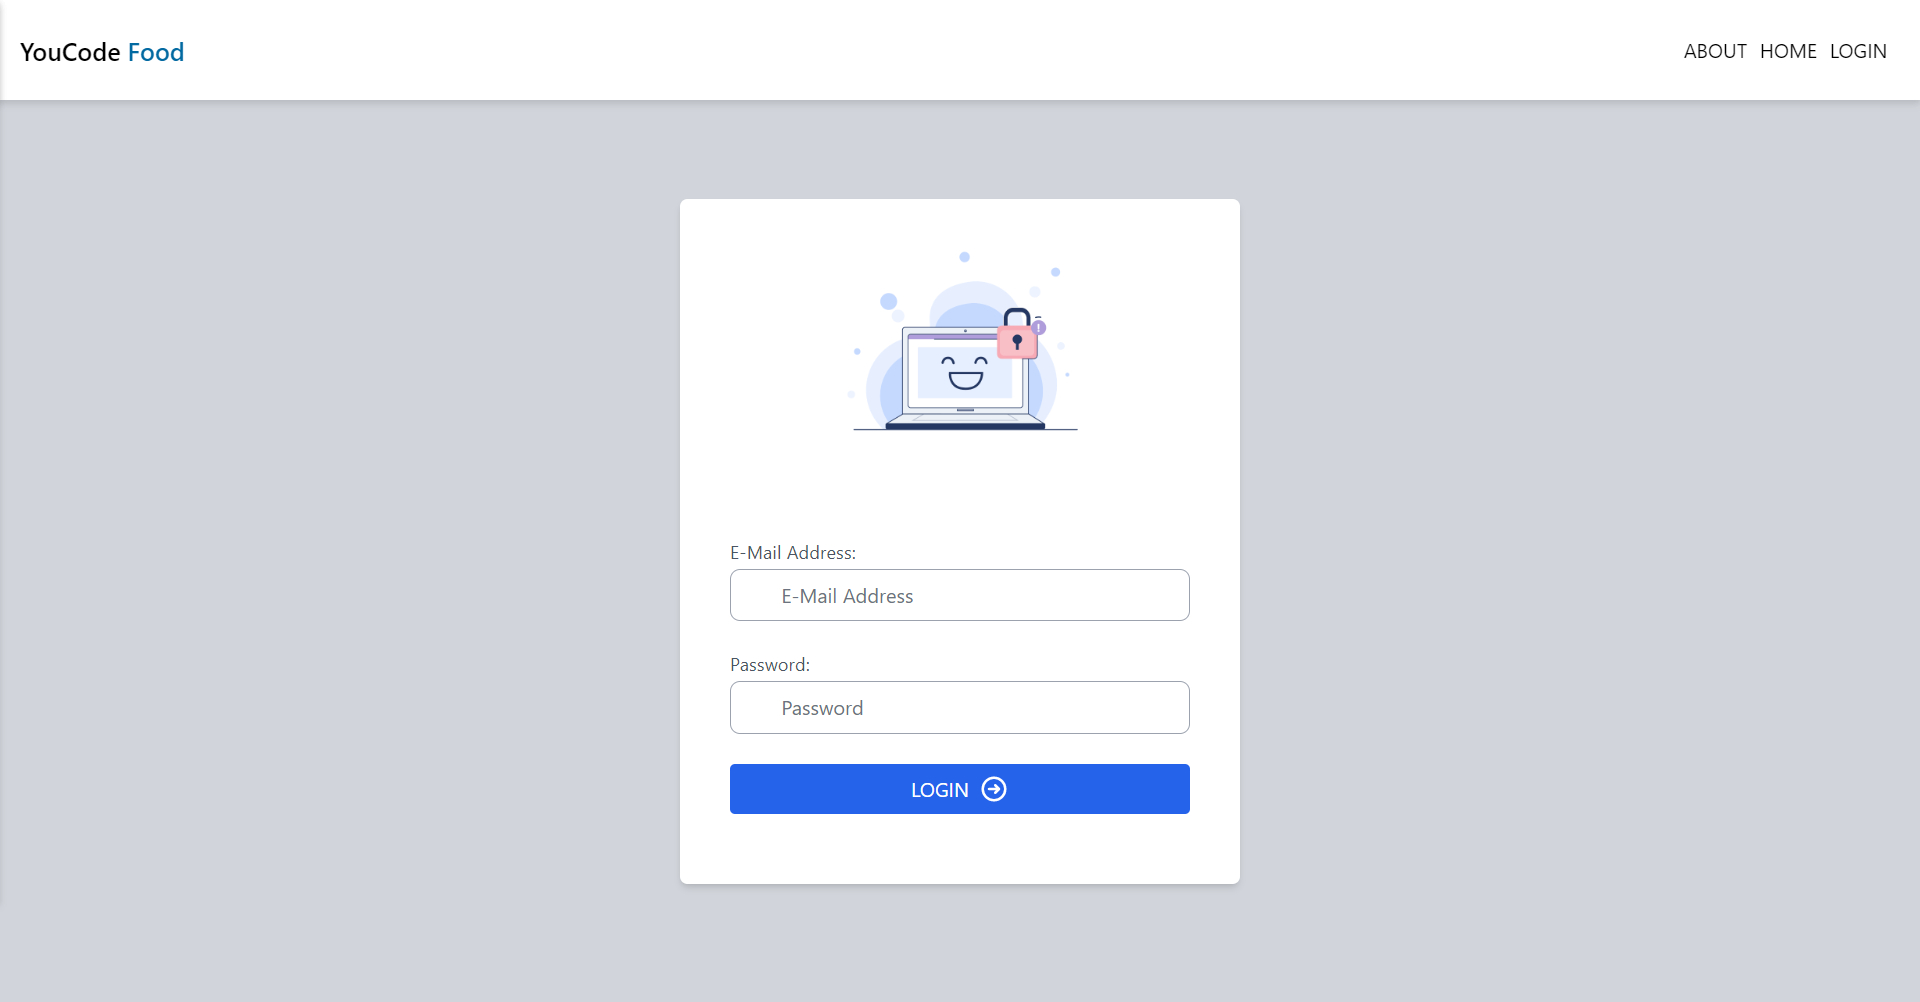 YouCode Food
ABOUT HOME LOGIN
E-Mail Address:
E-Mail Address
Password:
Password
LOGIN